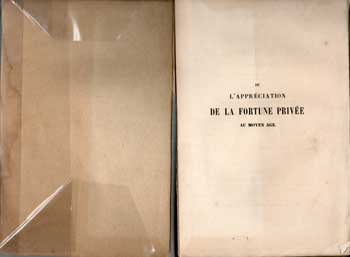 DE
L'APPRÉCIATION
DE LA FORTUNE PRIVÉE
AU MOYEN AGE.